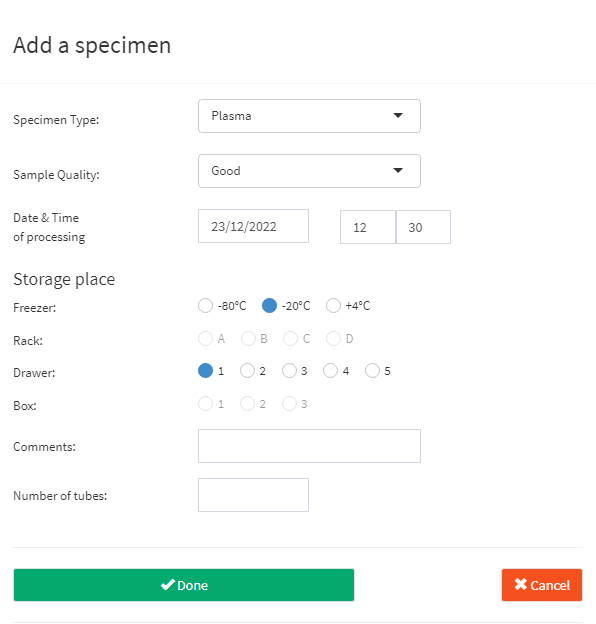 Add a specimen
Specimen Type: Plasma
Sample Quality: Good
Date & Time
of processing
23/12/2022 12 30
Storage place
Freezer: -80°C -20°C +4°C
Rack: A B C D
Drawer: 1 2 3 4 5
Box: 1 2 3
Comments:
Number of tubes:
Done Cancel